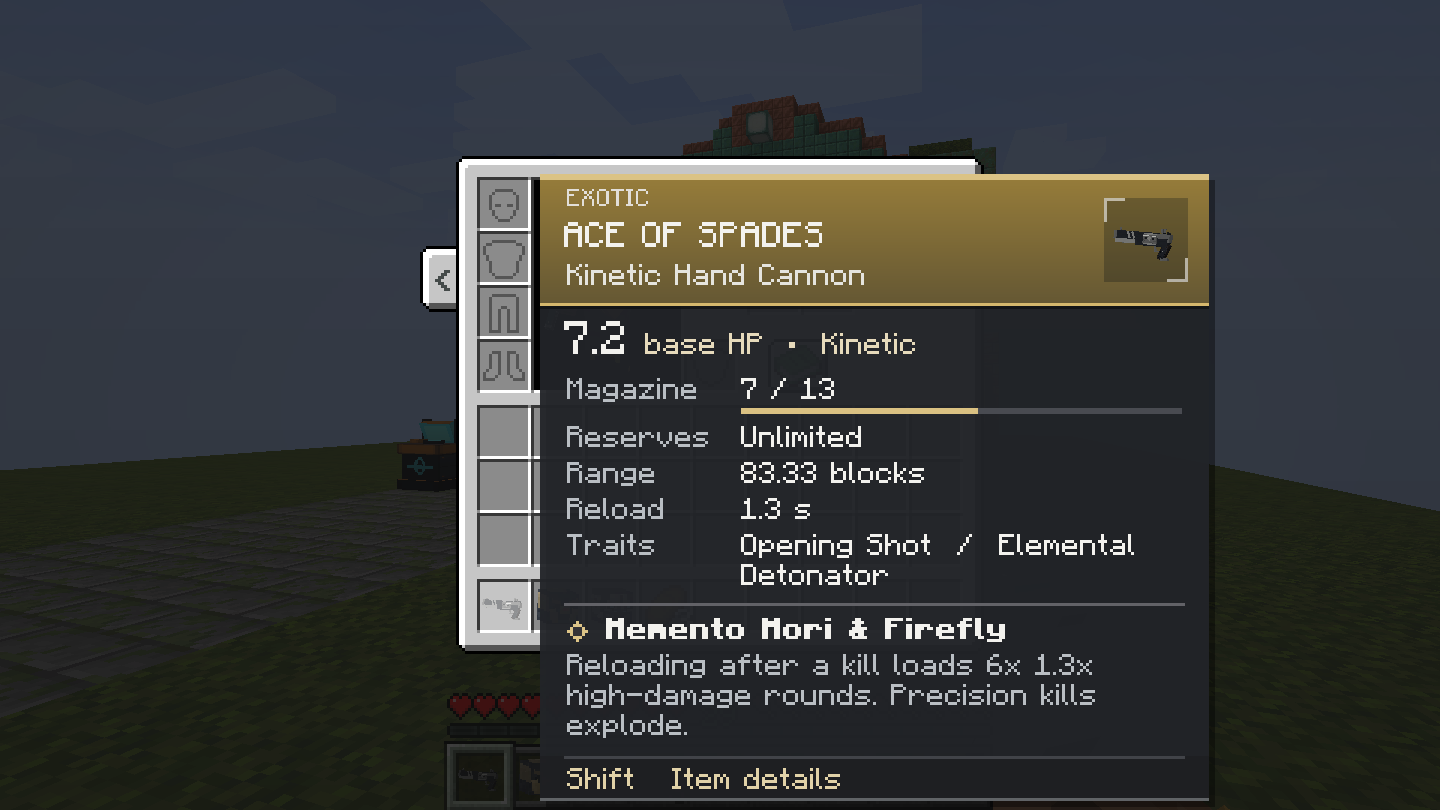 EXOTIC
ACE OF SPADES
Kinetic Hand Cannon
7.2 base HP • Kinetic
Magazine 7 / 13
Reserves Unlimited
Range 83.33 blocks
Reload 1.3 s
Traits Opening Shot / Elemental
Detonator
Memento Mori & Firefly
Reloading after a kill loads 6x 1.3x
high-damage rounds. Precision kills
explode.
Shift Item details